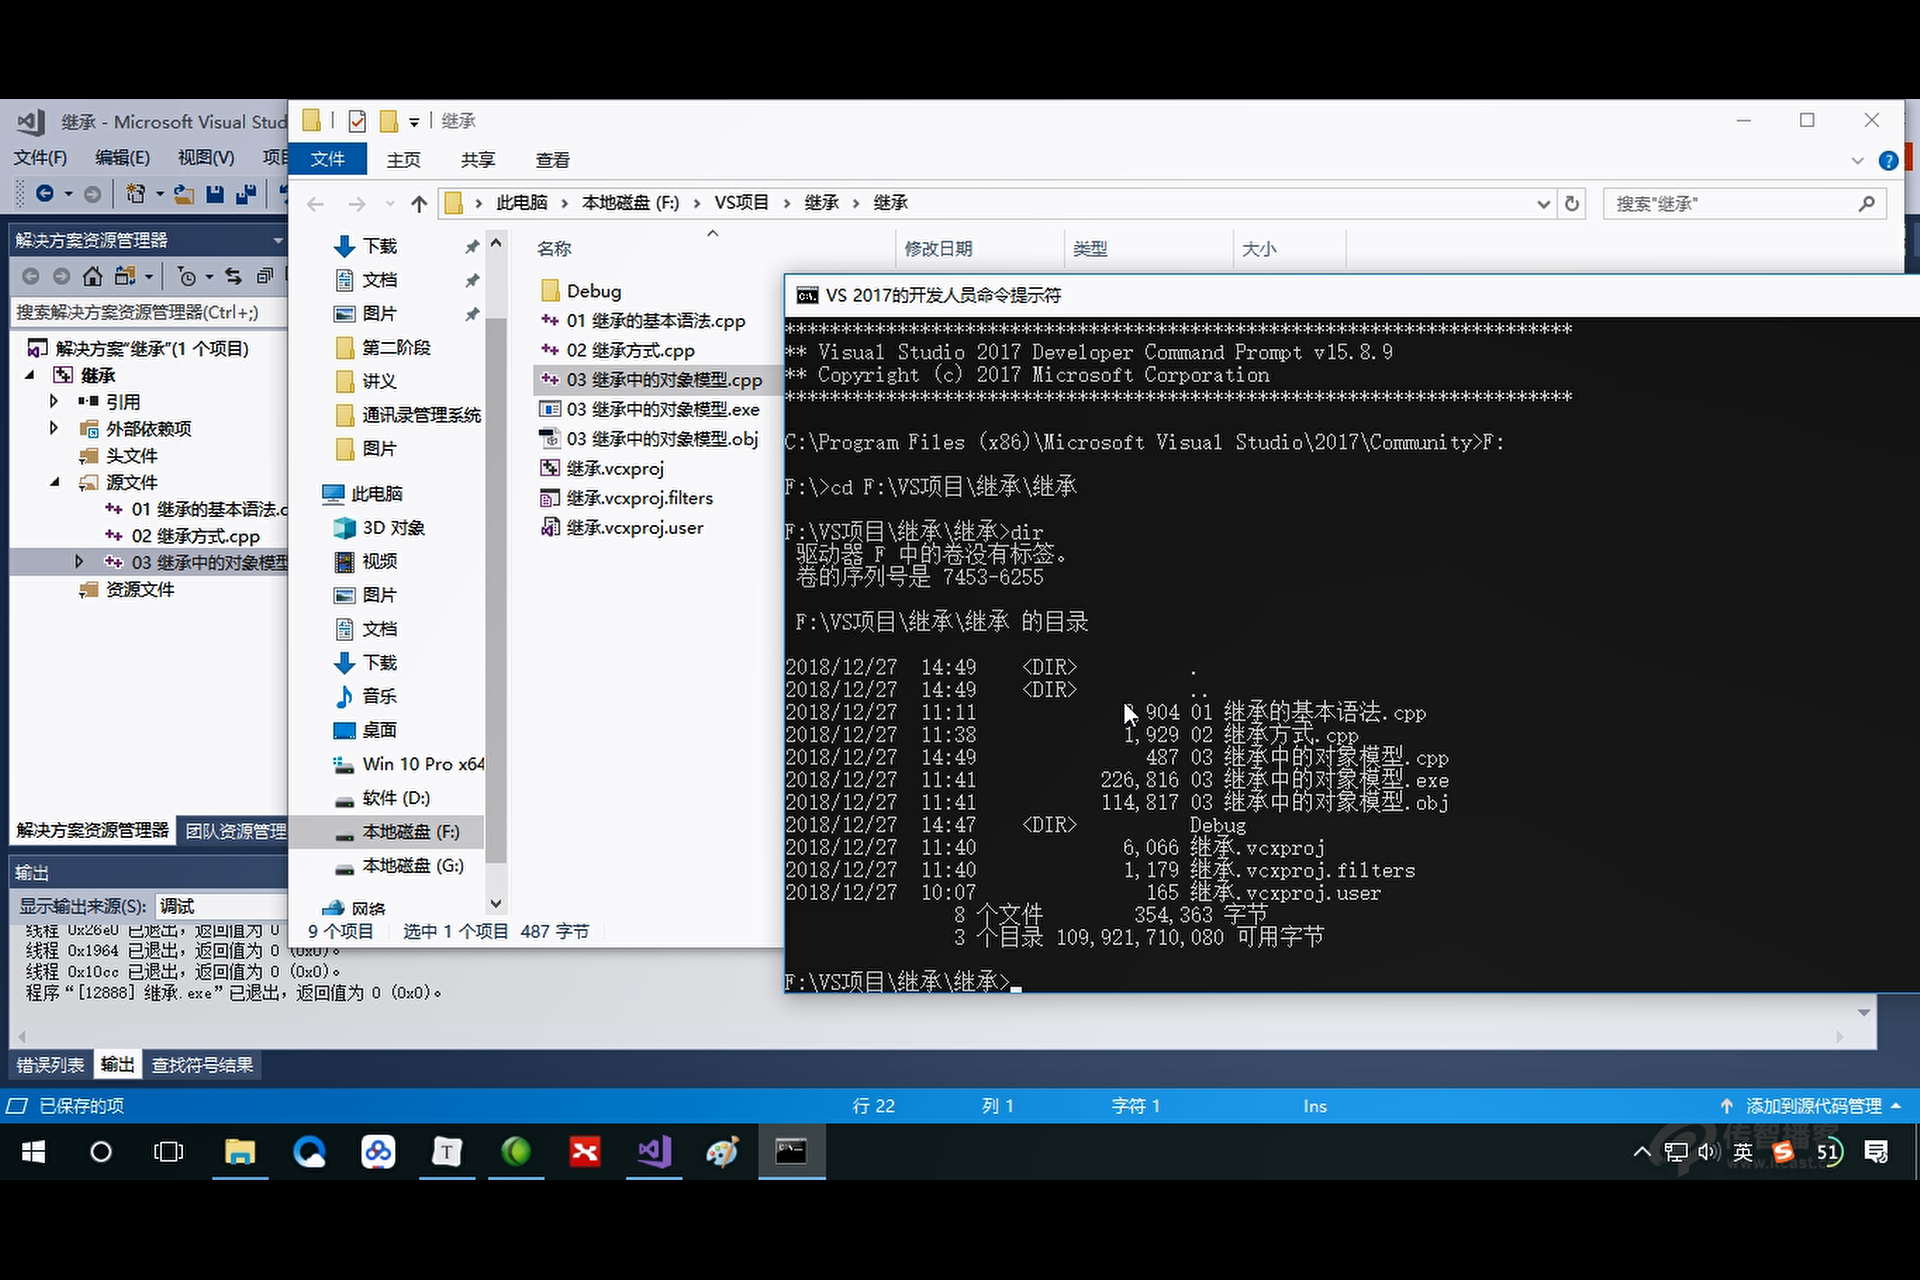 继承 - Microsoft Visual Stud
文件(F) 编辑(E) 视图(V) 项目
解决方案资源管理器
搜索解决方案资源管理器(Ctrl+;)
解决方案"继承"(1 个项目)
继承
引用
外部依赖项
头文件
源文件
01 继承的基本语法.c
02 继承方式.cpp
03 继承中的对象模型
资源文件
解决方案资源管理器 团队资源管理
输出
显示输出来源(S): 调试
线程 0x26e0 已退出，返回值为 0
线程 0x1964 已退出，返回值为 0 (0x0)。
线程 0x10cc 已退出，返回值为 0 (0x0)。
程序“[12888] 继承.exe”已退出，返回值为 0 (0x0)。
错误列表 输出 查找符号结果
已保存的项 行 22 列 1 字符 1 Ins 添加到源代码管理
继承
文件 主页 共享 查看
此电脑 › 本地磁盘 (F:) › VS项目 › 继承 › 继承
搜索"继承"
下载
文档
图片
第二阶段
讲义
通讯录管理系统
图片
此电脑
3D 对象
视频
图片
文档
下载
音乐
桌面
Win 10 Pro x64
软件 (D:)
本地磁盘 (F:)
本地磁盘 (G:)
网络
名称 修改日期 类型 大小
Debug
01 继承的基本语法.cpp
02 继承方式.cpp
03 继承中的对象模型.cpp
03 继承中的对象模型.exe
03 继承中的对象模型.obj
继承.vcxproj
继承.vcxproj.filters
继承.vcxproj.user
9 个项目 选中 1 个项目 487 字节
VS 2017的开发人员命令提示符
**********************************************************************
** Visual Studio 2017 Developer Command Prompt v15.8.9
** Copyright (c) 2017 Microsoft Corporation
**********************************************************************
C:\Program Files (x86)\Microsoft Visual Studio\2017\Community>F:
F:\>cd F:\VS项目\继承\继承
F:\VS项目\继承\继承>dir
驱动器 F 中的卷没有标签。
卷的序列号是 7453-6255
F:\VS项目\继承\继承 的目录
2018/12/27 14:49 <DIR> .
2018/12/27 14:49 <DIR> ..
2018/12/27 11:11 904 01 继承的基本语法.cpp
2018/12/27 11:38 1,929 02 继承方式.cpp
2018/12/27 14:49 487 03 继承中的对象模型.cpp
2018/12/27 11:41 226,816 03 继承中的对象模型.exe
2018/12/27 11:41 114,817 03 继承中的对象模型.obj
2018/12/27 14:47 <DIR> Debug
2018/12/27 11:40 6,066 继承.vcxproj
2018/12/27 11:40 1,179 继承.vcxproj.filters
2018/12/27 10:07 165 继承.vcxproj.user
8 个文件 354,363 字节
3 个目录 109,921,710,080 可用字节
F:\VS项目\继承\继承>
英 51
传智播客
www.itcast.c